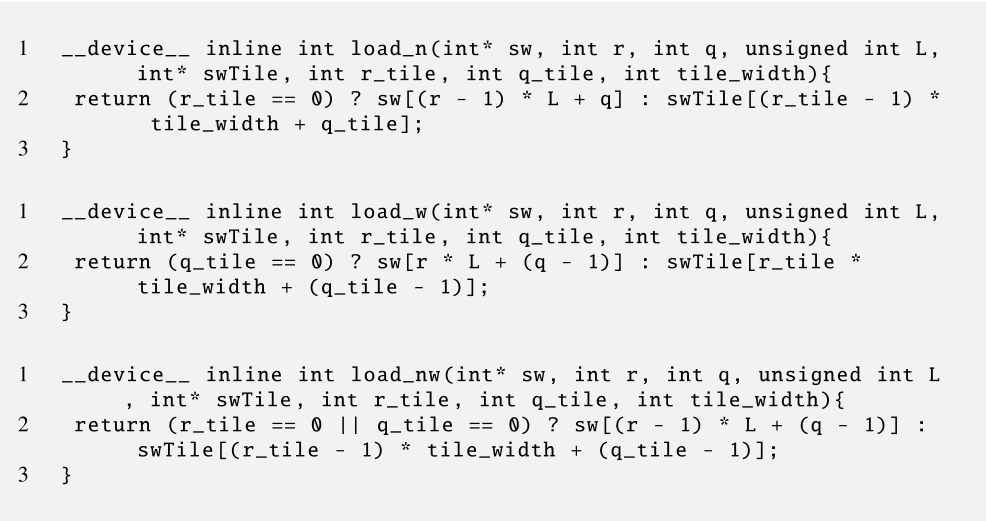 1 __device__ inline int load_n(int* sw, int r, int q, unsigned int L,
int* swTile, int r_tile, int q_tile, int tile_width){
2 return (r_tile == 0) ? sw[(r - 1) * L + q] : swTile[(r_tile - 1) *
tile_width + q_tile];
3 }
1 __device__ inline int load_w(int* sw, int r, int q, unsigned int L,
int* swTile, int r_tile, int q_tile, int tile_width){
2 return (q_tile == 0) ? sw[r * L + (q - 1)] : swTile[r_tile *
tile_width + (q_tile - 1)];
3 }
1 __device__ inline int load_nw(int* sw, int r, int q, unsigned int L
, int* swTile, int r_tile, int q_tile, int tile_width){
2 return (r_tile == 0 || q_tile == 0) ? sw[(r - 1) * L + (q - 1)] :
swTile[(r_tile - 1) * tile_width + (q_tile - 1)];
3 }